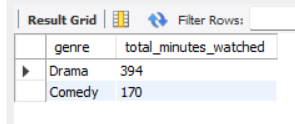 Result Grid Filter Rows:
genre total_minutes_watched
Drama 394
Comedy 170